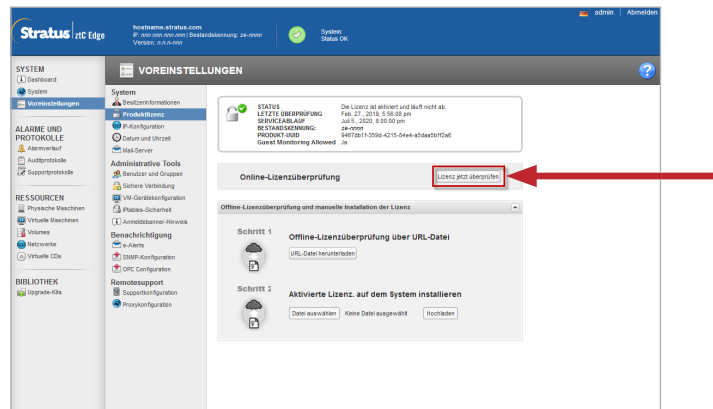 admin | Abmelden
Stratus ztC Edge
hostname.stratus.com
IP: nnn.nnn.nnn.nnn | Bestandskennung: ze-nnnn
Version: n.n.n-nnn
System:
Status OK
SYSTEM
Dashboard
System
Voreinstellungen
ALARME UND
PROTOKOLLE
Alarmverlauf
Auditprotokolle
Supportprotokolle
RESSOURCEN
Physische Maschinen
Virtuelle Maschinen
Volumes
Netzwerke
Virtuelle CDs
BIBLIOTHEK
Upgrade-Kits
VOREINSTELLUNGEN
?
System
Besitzerinformationen
Produktlizenz
IP-Konfiguration
Datum und Uhrzeit
Mail-Server
Administrative Tools
Benutzer und Gruppen
Sichere Verbindung
VM-Gerätekonfiguration
IPtables-Sicherheit
Anmeldebanner-Hinweis
Benachrichtigung
e-Alerts
SNMP-Konfiguration
OPC Configuration
Remotesupport
Supportkonfiguration
Proxykonfiguration
STATUS Die Lizenz ist aktiviert und läuft nicht ab.
LETZTE ÜBERPRÜFUNG Feb. 27., 2019, 5:56:08 pm
SERVICEABLAUF Juli 5., 2020, 8:00:00 pm
BESTANDSKENNUNG: ze-nnnn
PRODUKT-UUID 9467db1f-359d-4215-84e4-a5daa5bff2a6
Guest Monitoring Allowed Ja
Online-Lizenzüberprüfung
Lizenz jetzt überprüfen
Offline-Lizenzüberprüfung und manuelle Installation der Lizenz
Schritt 1
Offline-Lizenzüberprüfung über URL-Datei
URL-Datei herunterladen
Schritt 2
Aktivierte Lizenz. auf dem System installieren
Datei auswählen Keine Datei ausgewählt Hochladen